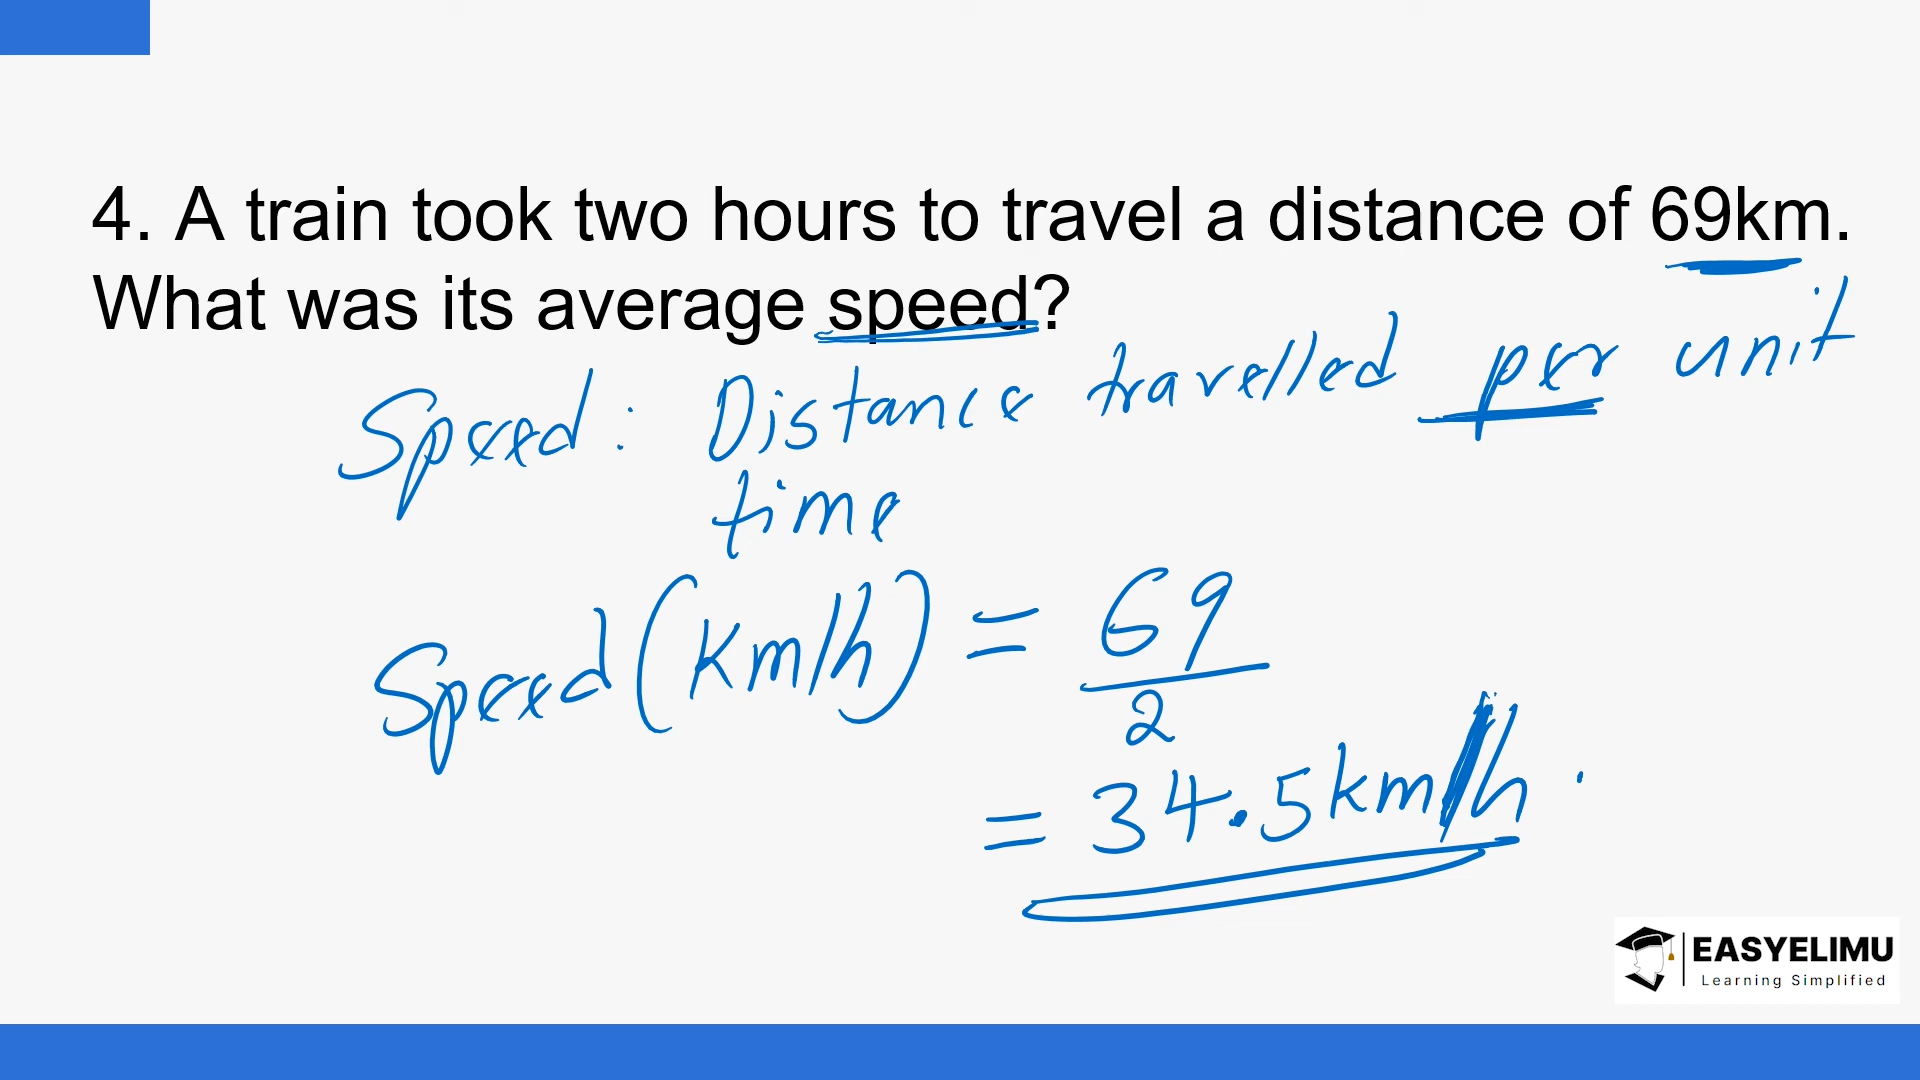 4. A train took two hours to travel a distance of 69km.
What was its average speed?
Speed: Distance travelled per unit
time
Speed (Km/h) = 69
2
= 34.5km/h.
EASYELIMU
Learning Simplified